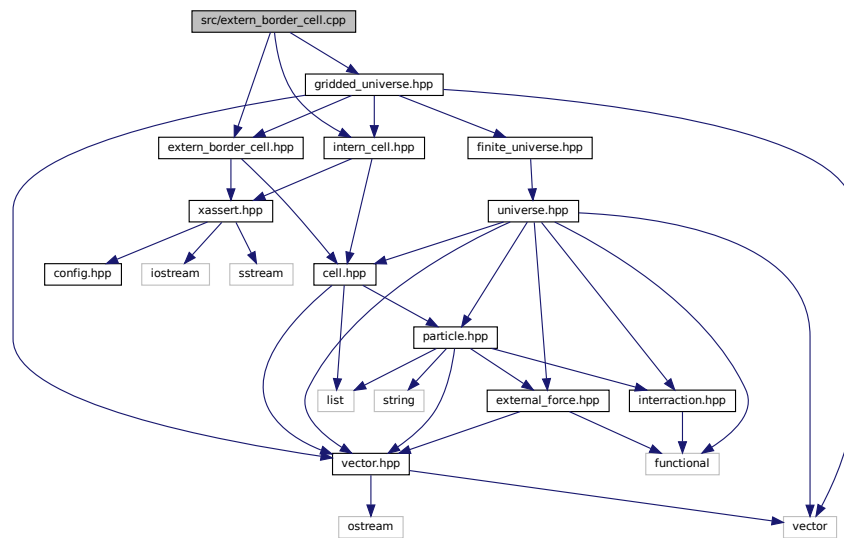 src/extern_border_cell.cpp
gridded_universe.hpp
extern_border_cell.hpp
intern_cell.hpp
finite_universe.hpp
xassert.hpp
universe.hpp
config.hpp
iostream
sstream
cell.hpp
particle.hpp
list
string
external_force.hpp
interraction.hpp
vector.hpp
functional
ostream
vector